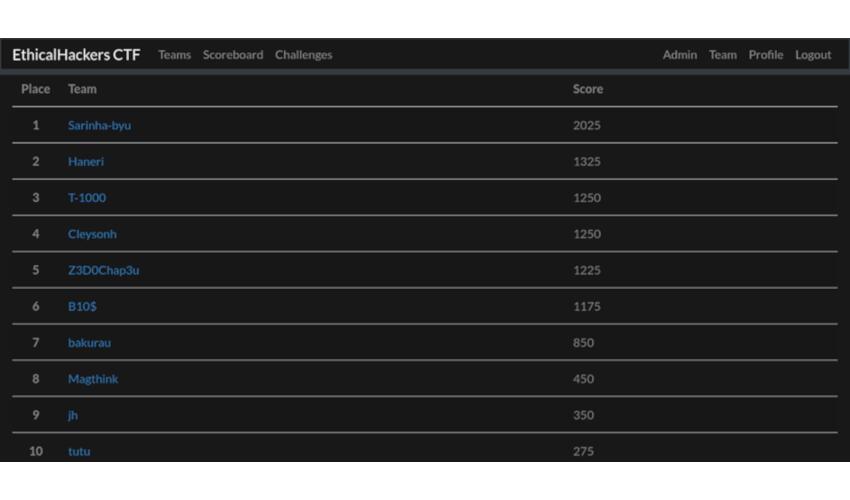 EthicalHackers CTF Teams Scoreboard Challenges Admin Team Profile Logout
Place Team Score
1 Sarinha-byu 2025
2 Haneri 1325
3 T-1000 1250
4 Cleysonh 1250
5 Z3D0Chap3u 1225
6 B10$ 1175
7 bakurau 850
8 Magthink 450
9 jh 350
10 tutu 275